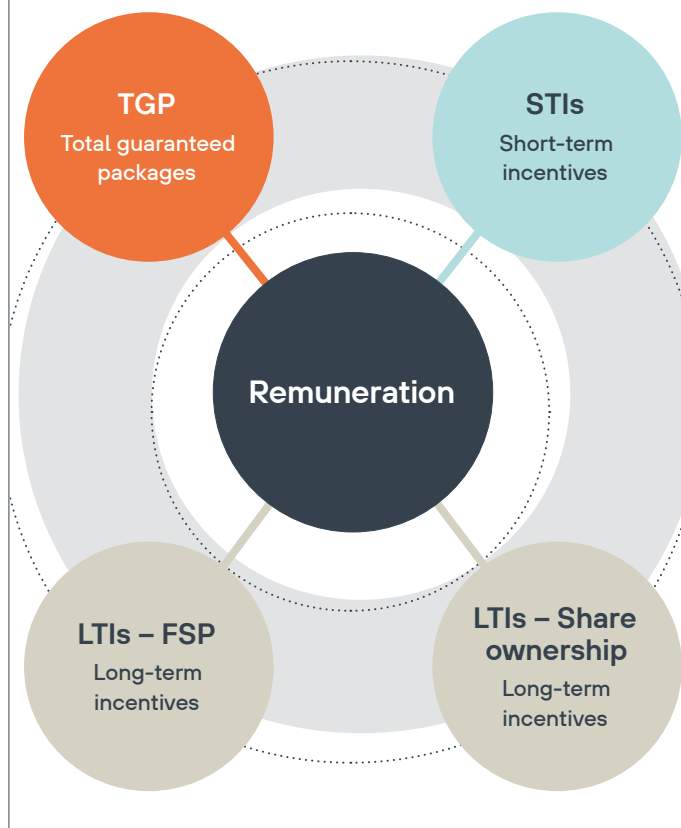 TGP
Total guaranteed
packages
STIs
Short-term
incentives
Remuneration
LTIs – FSP
Long-term
incentives
LTIs – Share
ownership
Long-term
incentives